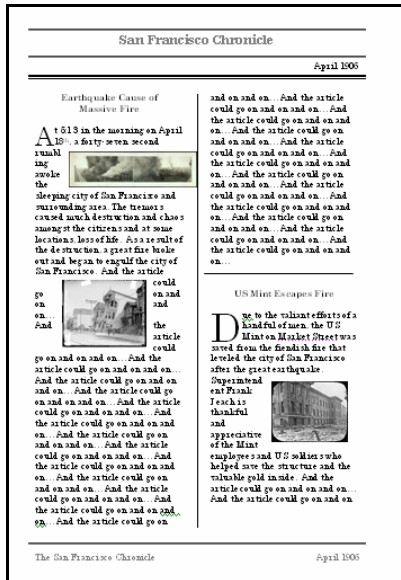 San Francisco Chronicle
April 1906
Earthquake Cause of
Massive Fire
At 5:13 in the morning on April
18th, a forty-seven second
rumbl
ing
awoke
the
sleeping city of San Francisco and
surrounding area. The tremors
caused much destruction and chaos
amongst the citizens and at some
locations, loss of life. As a result of
the destruction, a great fire broke
out and began to engulf the city of
San Francisco. And the article
could
go on and
on and
on…
And the
article
could
go on and on and on…And the
article could go on and on and on…
And the article could go on and on
and on…And the article could go
on and on and on…And the article
could go on and on and on…And
the article could go on and on and
on…And the article could go on
and on and on…And the article
could go on and on and on…And
the article could go on and on and
on…And the article could go on
and on and on…And the article
could go on and on and on…And
the article could go on and on and
on…And the article could go on
and on and on…And the article
could go on and on and on…And
the article could go on and on and
on…And the article could go on
and on and on…And the article
could go on and on and on…And
the article could go on and on and
on…And the article could go on
and on and on…And the article
could go on and on and on…And
the article could go on and on and
on…And the article could go on
and on and on…And the article
could go on and on and on…And
the article could go on and on and
on…
US Mint Escapes Fire
Due to the valiant efforts of a
handful of men, the US
Mint on Market Street was
saved from the fiendish fire that
leveled the city of San Francisco
after the great earthquake.
Superintend
ent Frank
Leach is
thankful
and
appreciative
of the Mint
employees and US soldiers who
helped save the structure and the
valuable gold inside. And the
article could go on and on and on…
And the article could go on and on
The San Francisco Chronicle
April 1906